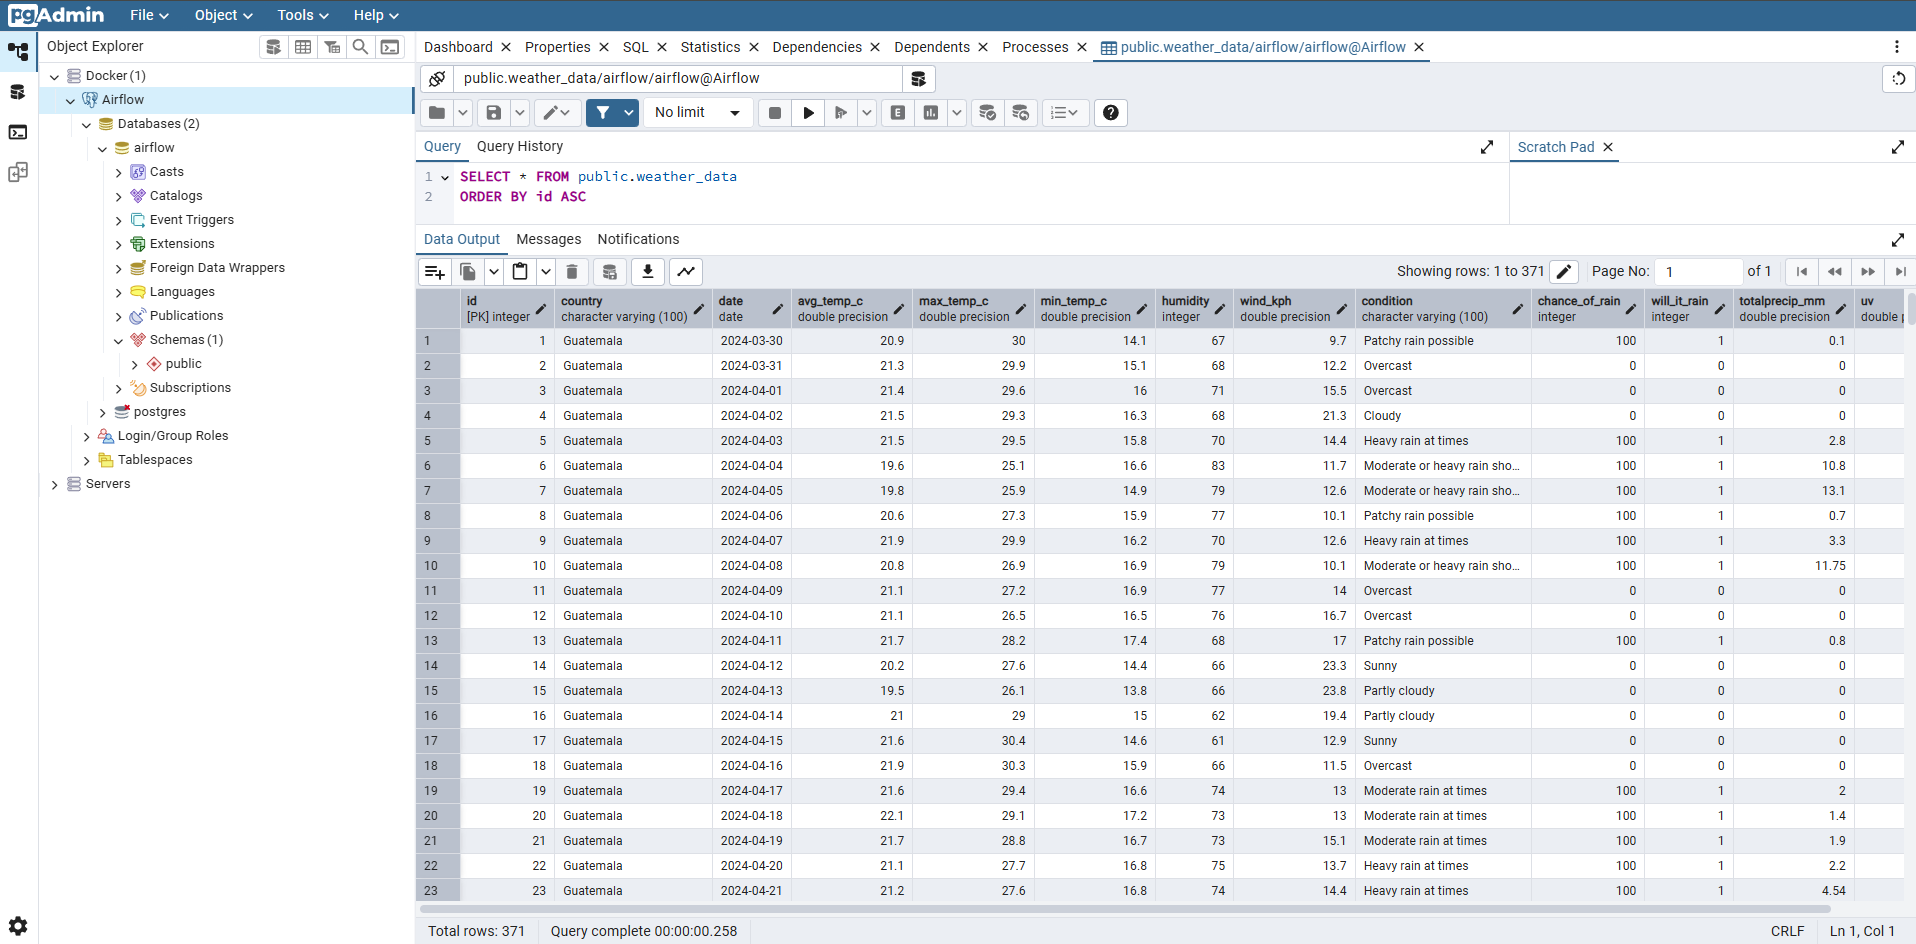 pgAdmin File Object Tools Help
Object Explorer
Docker (1)
Airflow
Databases (2)
airflow
Casts
Catalogs
Event Triggers
Extensions
Foreign Data Wrappers
Languages
Publications
Schemas (1)
public
Subscriptions
postgres
Login/Group Roles
Tablespaces
Servers
Dashboard Properties SQL Statistics Dependencies Dependents Processes public.weather_data/airflow/airflow@Airflow
public.weather_data/airflow/airflow@Airflow
No limit E
Query Query History Scratch Pad
1 SELECT * FROM public.weather_data
2 ORDER BY id ASC
Data Output Messages Notifications
Showing rows: 1 to 371 Page No: 1 of 1
id country date avg_temp_c max_temp_c min_temp_c humidity wind_kph condition chance_of_rain will_it_rain totalprecip_mm uv
[PK] integer character varying (100) date double precision double precision double precision integer double precision character varying (100) integer integer double precision double p
1 1 Guatemala 2024-03-30 20.9 30 14.1 67 9.7 Patchy rain possible 100 1 0.1
2 2 Guatemala 2024-03-31 21.3 29.9 15.1 68 12.2 Overcast 0 0 0
3 3 Guatemala 2024-04-01 21.4 29.6 16 71 15.5 Overcast 0 0 0
4 4 Guatemala 2024-04-02 21.5 29.3 16.3 68 21.3 Cloudy 0 0 0
5 5 Guatemala 2024-04-03 21.5 29.5 15.8 70 14.4 Heavy rain at times 100 1 2.8
6 6 Guatemala 2024-04-04 19.6 25.1 16.6 83 11.7 Moderate or heavy rain sho... 100 1 10.8
7 7 Guatemala 2024-04-05 19.8 25.9 14.9 79 12.6 Moderate or heavy rain sho... 100 1 13.1
8 8 Guatemala 2024-04-06 20.6 27.3 15.9 77 10.1 Patchy rain possible 100 1 0.7
9 9 Guatemala 2024-04-07 21.9 29.9 16.2 70 12.6 Heavy rain at times 100 1 3.3
10 10 Guatemala 2024-04-08 20.8 26.9 16.9 79 10.1 Moderate or heavy rain sho... 100 1 11.75
11 11 Guatemala 2024-04-09 21.1 27.2 16.9 77 14 Overcast 0 0 0
12 12 Guatemala 2024-04-10 21.1 26.5 16.5 76 16.7 Overcast 0 0 0
13 13 Guatemala 2024-04-11 21.7 28.2 17.4 68 17 Patchy rain possible 100 1 0.8
14 14 Guatemala 2024-04-12 20.2 27.6 14.4 66 23.3 Sunny 0 0 0
15 15 Guatemala 2024-04-13 19.5 26.1 13.8 66 23.8 Partly cloudy 0 0 0
16 16 Guatemala 2024-04-14 21 29 15 62 19.4 Partly cloudy 0 0 0
17 17 Guatemala 2024-04-15 21.6 30.4 14.6 61 12.9 Sunny 0 0 0
18 18 Guatemala 2024-04-16 21.9 30.3 15.9 66 11.5 Overcast 0 0 0
19 19 Guatemala 2024-04-17 21.6 29.4 16.6 74 13 Moderate rain at times 100 1 2
20 20 Guatemala 2024-04-18 22.1 29.1 17.2 73 13 Moderate rain at times 100 1 1.4
21 21 Guatemala 2024-04-19 21.7 28.8 16.7 73 15.1 Moderate rain at times 100 1 1.9
22 22 Guatemala 2024-04-20 21.1 27.7 16.8 75 13.7 Heavy rain at times 100 1 2.2
23 23 Guatemala 2024-04-21 21.2 27.6 16.8 74 14.4 Heavy rain at times 100 1 4.54
Total rows: 371 Query complete 00:00:00.258 CRLF Ln 1, Col 1